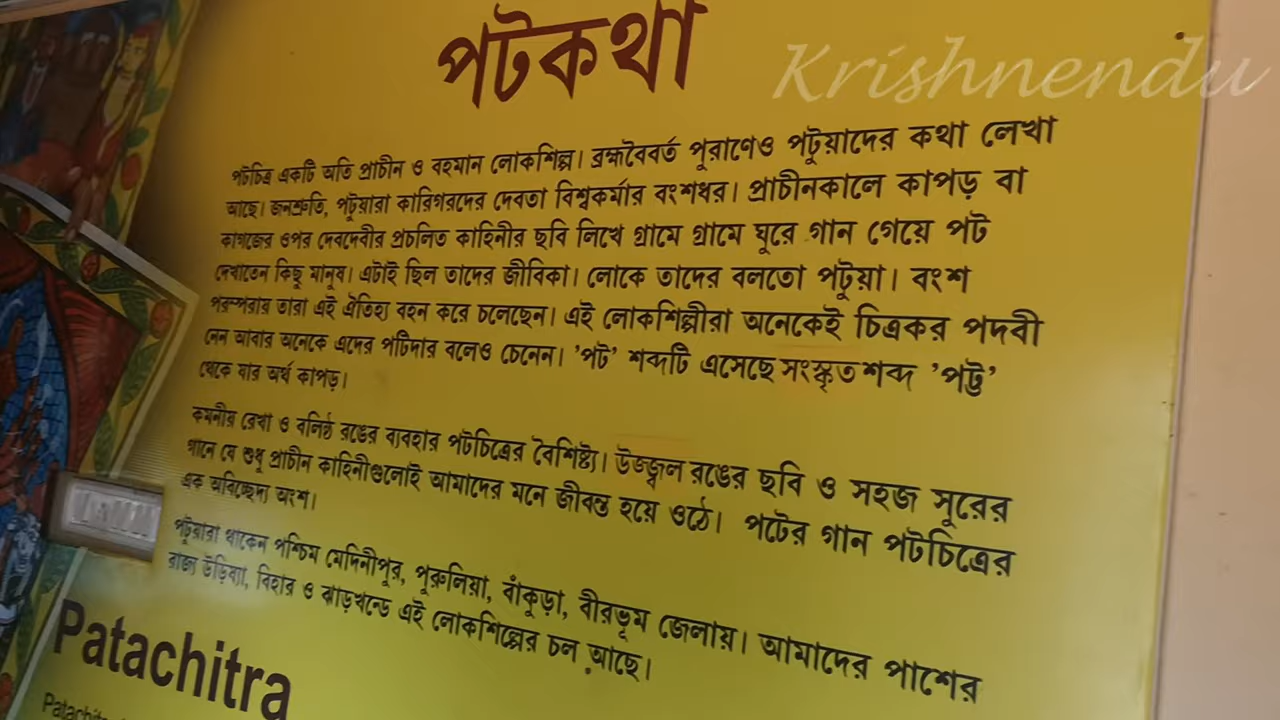 পটকথা
Krishnendu
পটচিত্র একটি অতি প্রাচীন ও বহমান লোকশিল্প। ব্রহ্মবৈবর্ত পুরাণেও পটুয়াদের কথা লেখা
আছে। জনশ্রুতি, পটুয়ারা কারিগরদের দেবতা বিশ্বকর্মার বংশধর। প্রাচীনকালে কাপড় বা
কাগজের ওপর দেবদেবীর প্রচলিত কাহিনীর ছবি লিখে গ্রামে গ্রামে ঘুরে গান গেয়ে পট
দেখাতেন কিছু মানুষ। এটাই ছিল তাদের জীবিকা। লোকে তাদের বলতো পটুয়া। বংশ
পরম্পরায় তারা এই ঐতিহ্য বহন করে চলেছেন। এই লোকশিল্পীরা অনেকেই চিত্রকর পদবী
নেন আবার অনেকে এদের পটিদার বলেও চেনেন। 'পট' শব্দটি এসেছে সংস্কৃত শব্দ 'পট্ট'
থেকে যার অর্থ কাপড়।
কমনীয় রেখা ও বলিষ্ঠ রঙের ব্যবহার পটচিত্রের বৈশিষ্ট্য। উজ্জ্বল রঙের ছবি ও সহজ সুরের
গানে যে শুধু প্রাচীন কাহিনীগুলোই আমাদের মনে জীবন্ত হয়ে ওঠে। পটের গান পটচিত্রের
এক অবিচ্ছেদ্য অংশ।
পটুয়ারা থাকেন পশ্চিম মেদিনীপুর, পুরুলিয়া, বাঁকুড়া, বীরভূম জেলায়। আমাদের পাশের
রাজ্য উড়িষ্যা, বিহার ও ঝাড়খন্ডে এই লোকশিল্পের চল আছে।
Patachitra